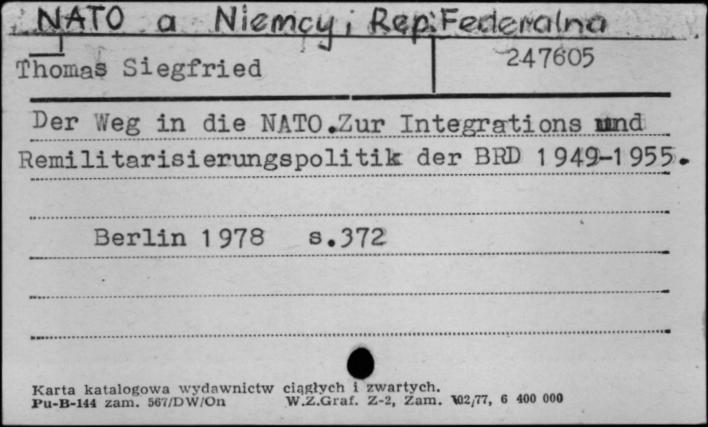 NATO a Niemcy, Rep. Federalna
Thomas Siegfried 247605
Der Weg in die NATO. Zur Integrations und
Remilitarisierungspolitik der BRD 1949-1955.
Berlin 1978 s.372
Karta katalogowa wydawnictw ciągłych i zwartych.
Pu-B-144 zam. 567/DW/On W.Z.Graf. Z-2, Zam. 102/77, 6 400 000